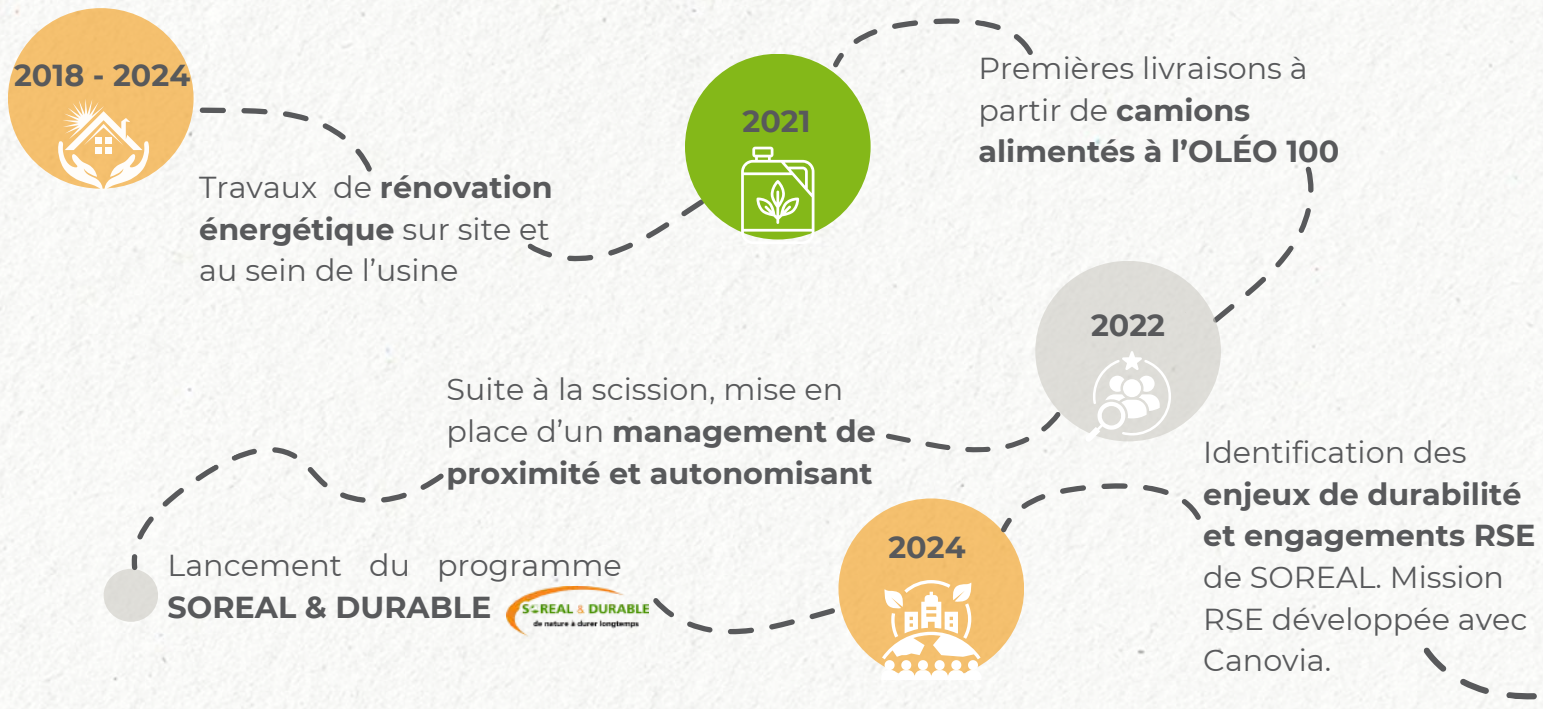 2018 - 2024
Travaux de rénovation
énergétique sur site et
au sein de l’usine
2021
Premières livraisons à
partir de camions
alimentés à l’OLÉO 100
2022
Suite à la scission, mise en
place d’un management de
proximité et autonomisant
Lancement du programme
SOREAL & DURABLE
SOREAL & DURABLE
de nature à durer longtemps
2024
Identification des
enjeux de durabilité
et engagements RSE
de SOREAL. Mission
RSE développée avec
Canovia.